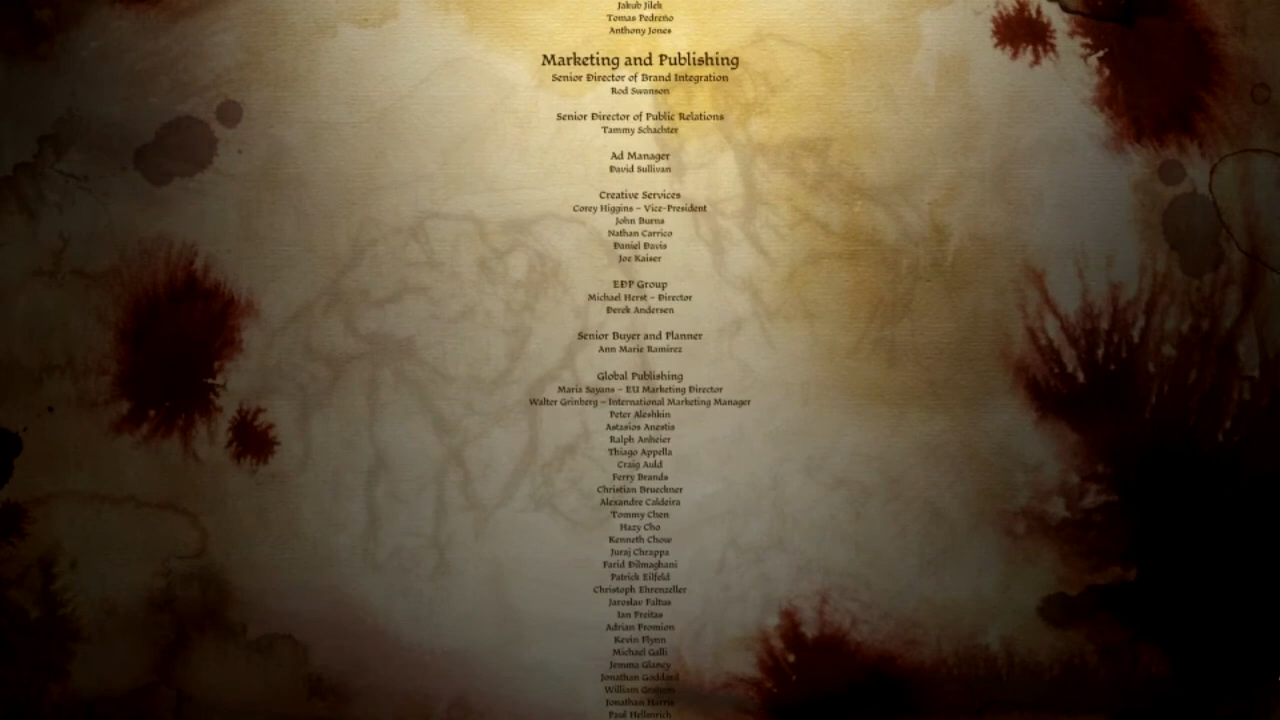 Jakub Jilek
Tomas Pedreño
Anthony Jones
Marketing and Publishing
Senior Director of Brand Integration
Rod Swanson
Senior Director of Public Relations
Tammy Schachter
Ad Manager
David Sullivan
Creative Services
Corey Higgins – Vice-President
John Burns
Nathan Carrico
Daniel Davis
Joe Kaiser
EDP Group
Michael Herst – Director
Derek Andersen
Senior Buyer and Planner
Ann Marie Ramirez
Global Publishing
Maria Sayans – EU Marketing Director
Walter Grinberg – International Marketing Manager
Peter Aleshkin
Astasios Anestis
Ralph Anheier
Thiago Appella
Craig Auld
Ferry Brands
Christian Brueckner
Alexandre Caldeira
Tommy Chen
Hazy Cho
Kenneth Chow
Juraj Chrappa
Farid Dilmaghani
Patrick Eilfeld
Christoph Ehrenzeller
Jaroslav Faltus
Ian Freitas
Adrian Fromion
Kevin Flynn
Michael Galli
Jemma Glancy
Jonathan Goddard
William Graham
Jonathan Harris
Paul Hellenrich